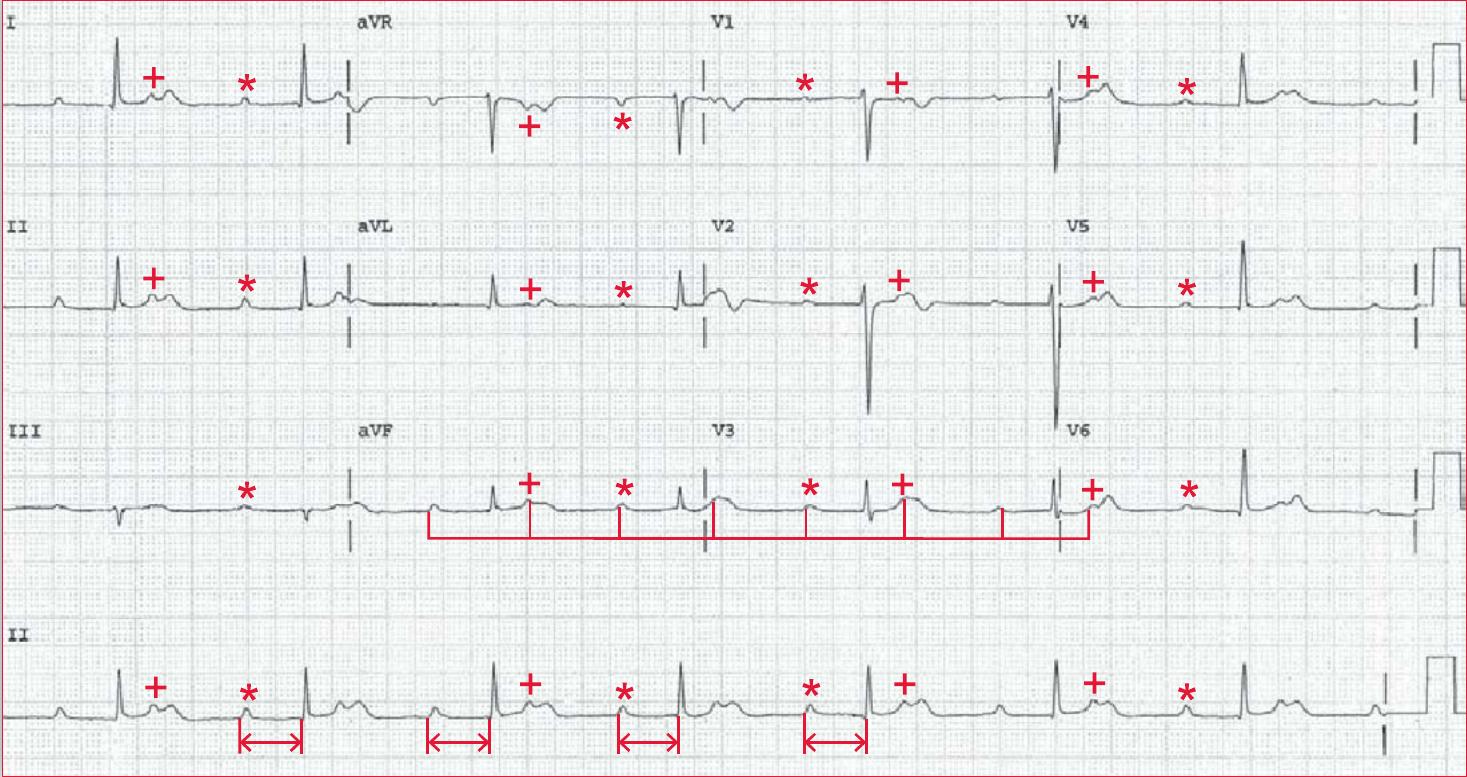 I aVR V1 V4
+ * + * * + + *
II aVL V2 V5
+ * + * * + + *
III aVF V3 V6
* + * * + + *
II
+ * + * * + + *